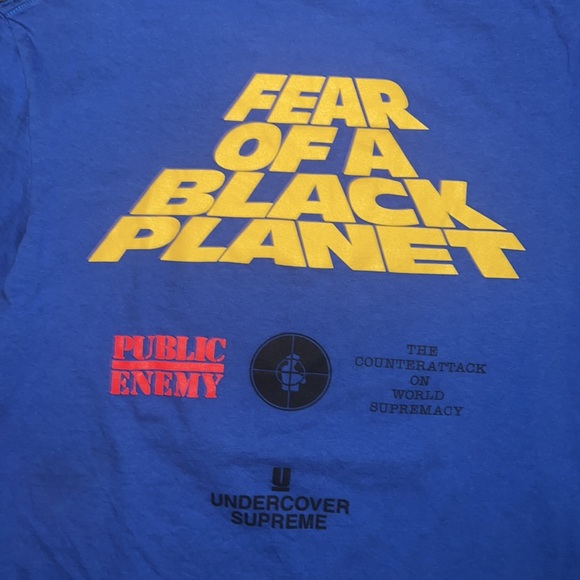 FEAR
OF A
BLACK
PLANET
PUBLIC
ENEMY
THE
COUNTERATTACK
ON
WORLD
SUPREMACY
U
UNDERCOVER
SUPREME